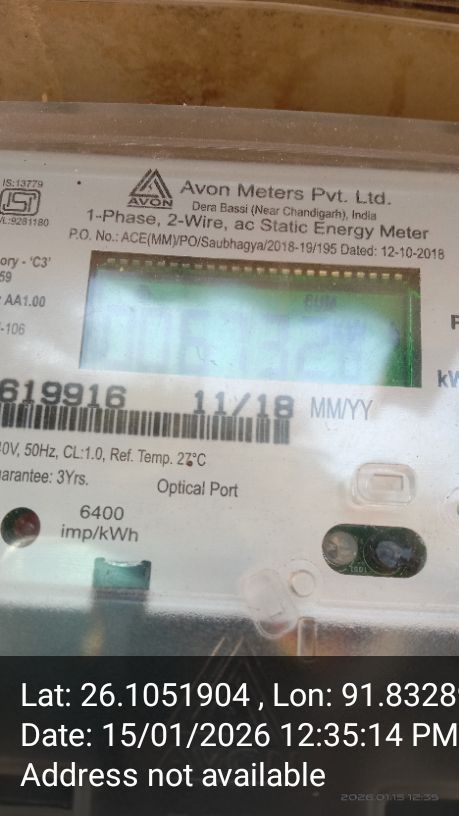 IS:13779
ISI
/L:9281180
AVON
Avon Meters Pvt. Ltd.
Dera Bassi (Near Chandigarh), India
1-Phase, 2-Wire, ac Static Energy Meter
P.O. No.: ACE(MM)/PO/Saubhagya/2018-19/195 Dated: 12-10-2018
ory - 'C3'
59
AA1.00
-106
kW
619916
11/18 MM/YY
40V, 50Hz, CL:1.0, Ref. Temp. 27°C
uarantee: 3Yrs.
Optical Port
6400
imp/kWh
Lat: 26.1051904 , Lon: 91.8328
Date: 15/01/2026 12:35:14 PM
Address not available
2026.01.15 12:35